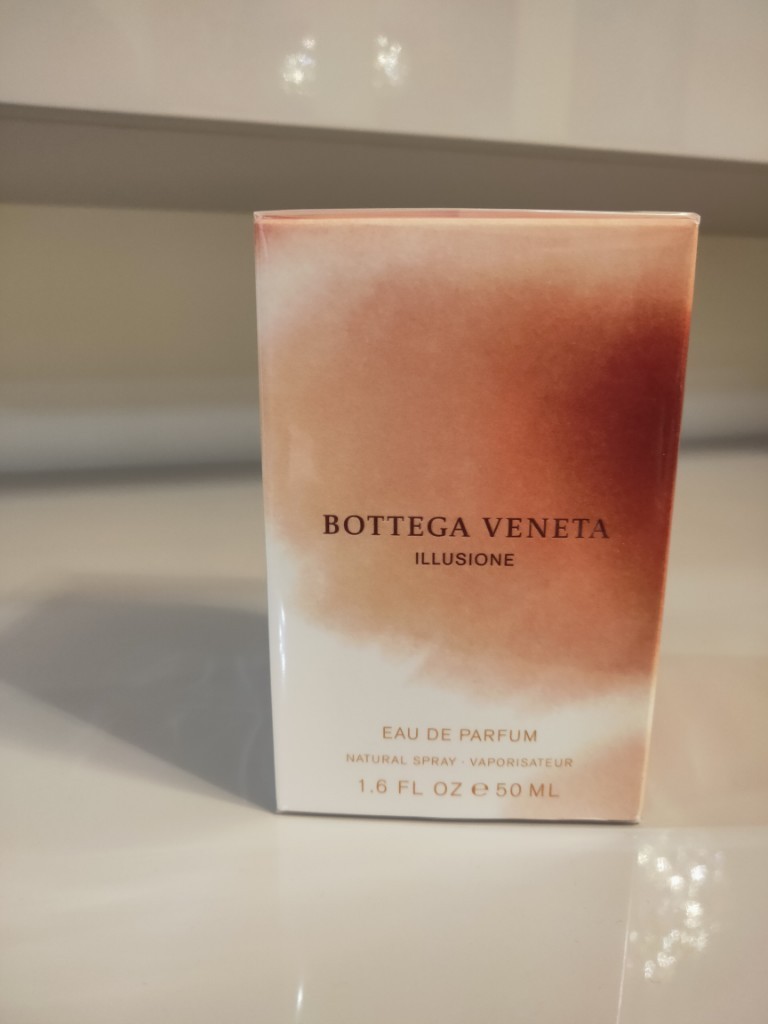 BOTTEGA VENETA
ILLUSIONE
EAU DE PARFUM
NATURAL SPRAY · VAPORISATEUR
1.6 FL OZ ℮ 50 ML